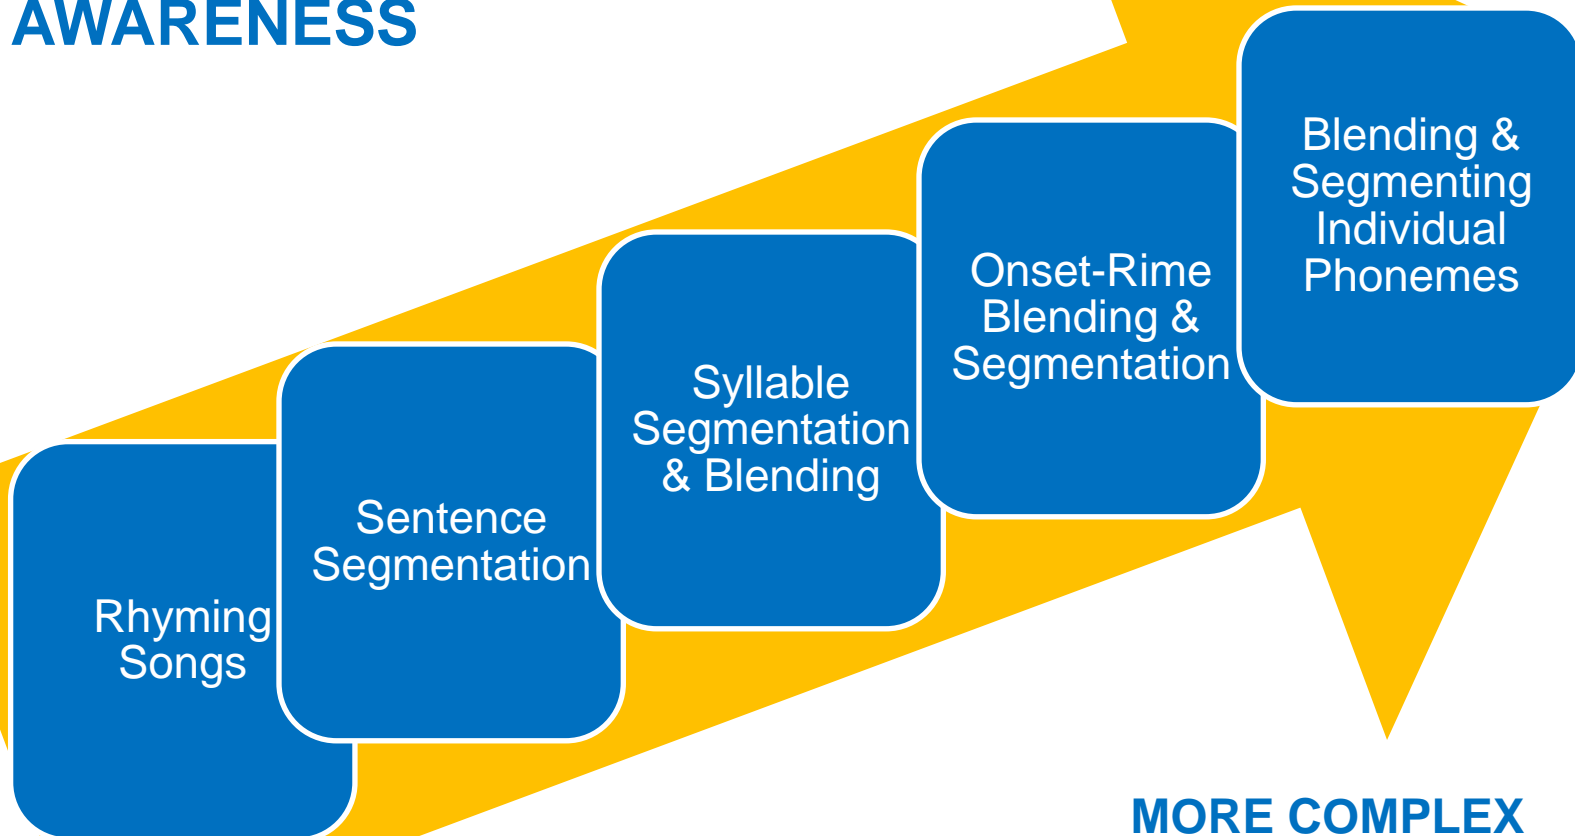 AWARENESS
Rhyming
Songs
Sentence
Segmentation
Syllable
Segmentation
& Blending
Onset-Rime
Blending &
Segmentation
Blending &
Segmenting
Individual
Phonemes
MORE COMPLEX